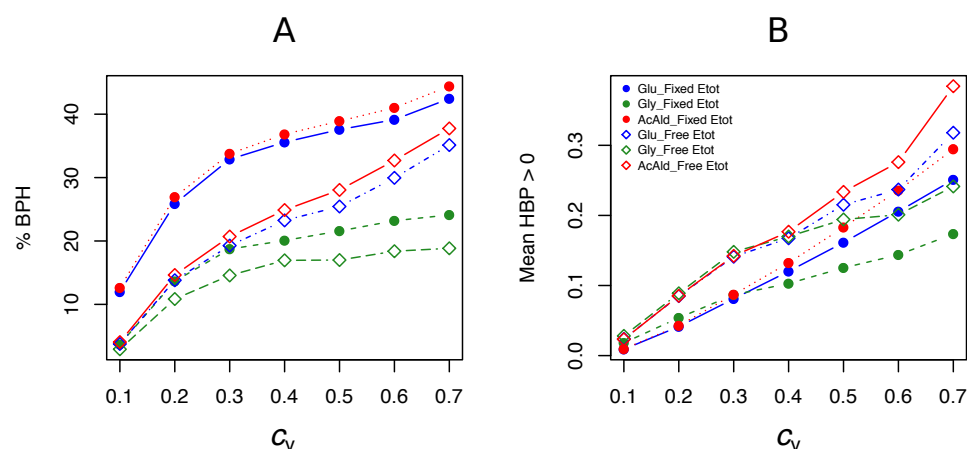 A
% BPH
10
20
30
40
0.1 0.2 0.3 0.4 0.5 0.6 0.7
cv
B
Mean HBP > 0
0.0
0.1
0.2
0.3
Glu_Fixed Etot
Gly_Fixed Etot
AcAld_Fixed Etot
Glu_Free Etot
Gly_Free Etot
AcAld_Free Etot
0.1 0.2 0.3 0.4 0.5 0.6 0.7
cv